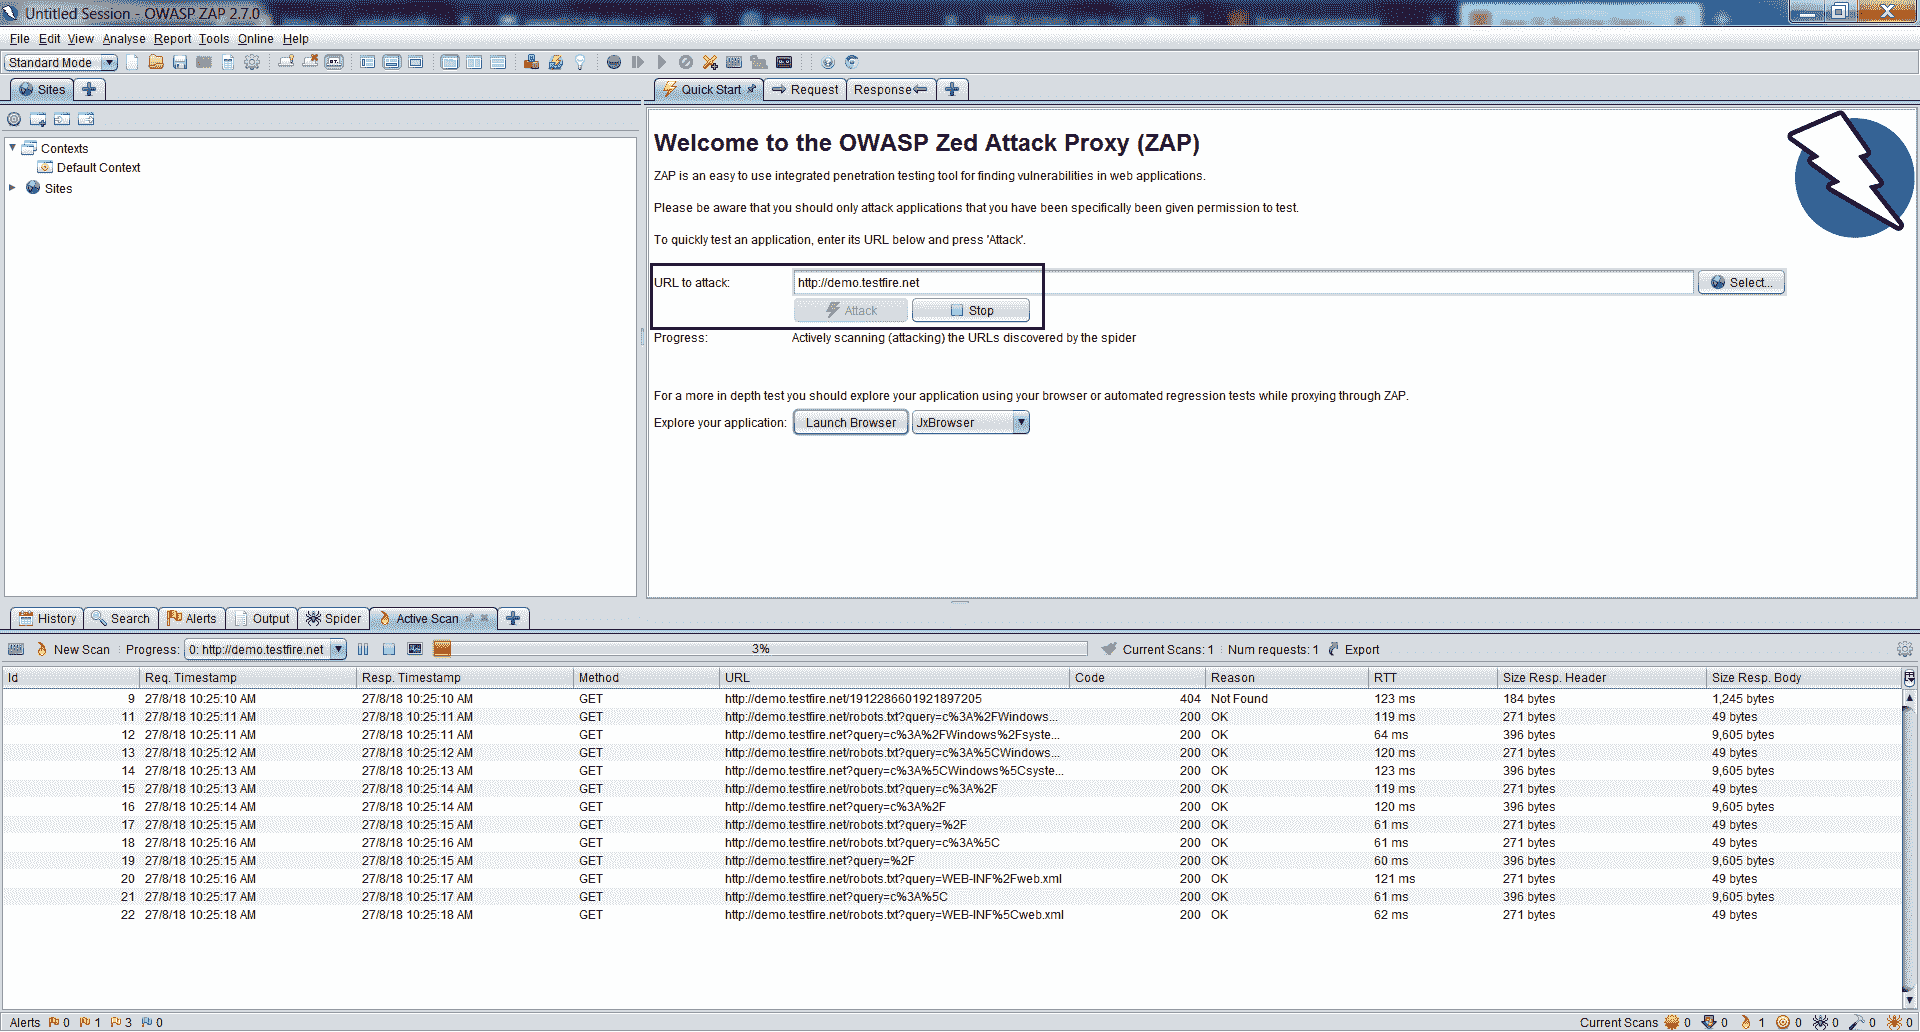 Untitled Session - OWASP ZAP 2.7.0
File Edit View Analyse Report Tools Online Help
Standard Mode
Sites
Quick Start Request Response
Contexts
Default Context
Sites
Welcome to the OWASP Zed Attack Proxy (ZAP)
ZAP is an easy to use integrated penetration testing tool for finding vulnerabilities in web applications.
Please be aware that you should only attack applications that you have been specifically been given permission to test.
To quickly test an application, enter its URL below and press 'Attack'.
URL to attack: http://demo.testfire.net Select...
Attack Stop
Progress: Actively scanning (attacking) the URLs discovered by the spider
For a more in depth test you should explore your application using your browser or automated regression tests while proxying through ZAP.
Explore your application: Launch Browser JxBrowser
History Search Alerts Output Spider Active Scan
New Scan Progress: 0: http://demo.testfire.net 3% Current Scans: 1 Num requests: 1 Export
Id Req. Timestamp Resp. Timestamp Method URL Code Reason RTT Size Resp. Header Size Resp. Body
9 27/8/18 10:25:10 AM 27/8/18 10:25:10 AM GET http://demo.testfire.net/1912286601921897205 404 Not Found 123 ms 184 bytes 1,245 bytes
11 27/8/18 10:25:11 AM 27/8/18 10:25:11 AM GET http://demo.testfire.net/robots.txt?query=c%3A%2FWindows... 200 OK 119 ms 271 bytes 49 bytes
12 27/8/18 10:25:11 AM 27/8/18 10:25:11 AM GET http://demo.testfire.net?query=c%3A%2FWindows%2Fsyste... 200 OK 64 ms 396 bytes 9,605 bytes
13 27/8/18 10:25:12 AM 27/8/18 10:25:12 AM GET http://demo.testfire.net/robots.txt?query=c%3A%5CWindows... 200 OK 120 ms 271 bytes 49 bytes
14 27/8/18 10:25:13 AM 27/8/18 10:25:13 AM GET http://demo.testfire.net?query=c%3A%5CWindows%5Csyste... 200 OK 123 ms 396 bytes 9,605 bytes
15 27/8/18 10:25:13 AM 27/8/18 10:25:14 AM GET http://demo.testfire.net/robots.txt?query=c%3A%2F 200 OK 119 ms 271 bytes 49 bytes
16 27/8/18 10:25:14 AM 27/8/18 10:25:14 AM GET http://demo.testfire.net?query=c%3A%2F 200 OK 120 ms 396 bytes 9,605 bytes
17 27/8/18 10:25:15 AM 27/8/18 10:25:15 AM GET http://demo.testfire.net/robots.txt?query=%2F 200 OK 61 ms 271 bytes 49 bytes
18 27/8/18 10:25:16 AM 27/8/18 10:25:16 AM GET http://demo.testfire.net/robots.txt?query=c%3A%5C 200 OK 61 ms 271 bytes 49 bytes
19 27/8/18 10:25:15 AM 27/8/18 10:25:15 AM GET http://demo.testfire.net?query=%2F 200 OK 60 ms 396 bytes 9,605 bytes
20 27/8/18 10:25:16 AM 27/8/18 10:25:17 AM GET http://demo.testfire.net/robots.txt?query=WEB-INF%2Fweb.xml 200 OK 121 ms 271 bytes 49 bytes
21 27/8/18 10:25:17 AM 27/8/18 10:25:17 AM GET http://demo.testfire.net?query=c%3A%5C 200 OK 61 ms 396 bytes 9,605 bytes
22 27/8/18 10:25:18 AM 27/8/18 10:25:18 AM GET http://demo.testfire.net/robots.txt?query=WEB-INF%5Cweb.xml 200 OK 62 ms 271 bytes 49 bytes
Alerts 0 1 3 0 Current Scans 0 0 1 0 0 0 0